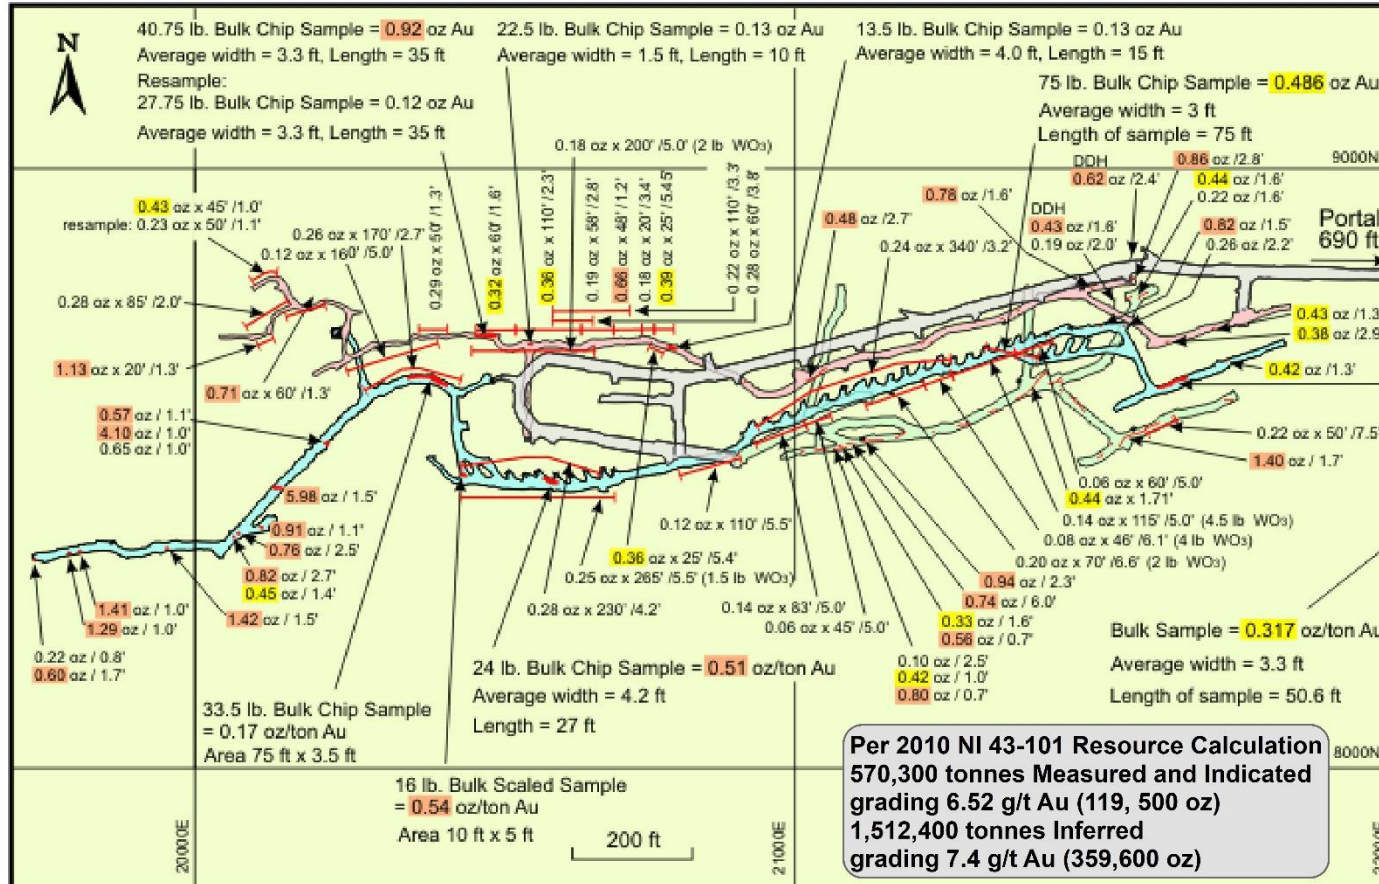 40.75 lb. Bulk Chip Sample = 0.92 oz Au
Average width = 3.3 ft, Length = 35 ft
Resample:
27.75 lb. Bulk Chip Sample = 0.12 oz Au
Average width = 3.3 ft, Length = 35 ft
22.5 lb. Bulk Chip Sample = 0.13 oz Au
Average width = 1.5 ft, Length = 10 ft
13.5 lb. Bulk Chip Sample = 0.13 oz Au
Average width = 4.0 ft, Length = 15 ft
75 lb. Bulk Chip Sample = 0.486 oz Au
Average width = 3 ft
Length of sample = 75 ft
N
0.18 oz x 200' /5.0' (2 lb WO3)
9000N
0.43 oz x 45' /1.0'
resample: 0.23 oz x 50' /1.1'
0.26 oz x 170' /2.7'
0.12 oz x 160' /5.0'
0.28 oz x 85' /2.0'
1.13 oz x 20' /1.3'
0.71 oz x 60' /1.3'
0.29 oz x 50' /1.3'
0.32 oz x 60' /1.6'
0.36 oz x 110' /2.3'
0.19 oz x 58' /2.8'
0.66 oz x 48' /1.2'
0.18 oz x 20' /3.4'
0.39 oz x 25' /5.45'
0.22 oz x 110' /3.3'
0.28 oz x 60' /3.8'
0.48 oz /2.7'
0.24 oz x 340' /3.2'
0.78 oz /1.6'
DDH
0.62 oz /2.4'
DDH
0.43 oz /1.6'
0.19 oz /2.0'
0.86 oz /2.8'
0.44 oz /1.6'
0.22 oz /1.6'
0.82 oz /1.5'
0.26 oz /2.2'
Portal
690 ft
0.43 oz /1.3
0.38 oz /2.9
0.42 oz /1.3'
0.22 oz x 50' /7.5'
1.40 oz / 1.7'
0.57 oz / 1.1'
4.10 oz / 1.0'
0.65 oz / 1.0'
5.98 oz / 1.5'
0.91 oz / 1.1'
0.76 oz / 2.5'
0.82 oz / 2.7'
0.45 oz / 1.4'
1.42 oz / 1.5'
1.41 oz / 1.0'
1.29 oz / 1.0'
0.22 oz / 0.8'
0.60 oz / 1.7'
0.12 oz x 110' /5.5'
0.36 oz x 25' /5.4'
0.25 oz x 265' /5.5' (1.5 lb WO3)
0.28 oz x 230' /4.2'
0.14 oz x 83' /5.0'
0.06 oz x 45' /5.0'
0.06 oz x 60' /5.0'
0.44 oz x 1.71'
0.14 oz x 115' /5.0' (4.5 lb WO3)
0.08 oz x 46' /6.1' (4 lb WO3)
0.20 oz x 70' /6.6' (2 lb WO3)
0.94 oz / 2.3'
0.74 oz / 6.0'
0.33 oz / 1.6'
0.56 oz / 0.7'
0.10 oz / 2.5'
0.42 oz / 1.0'
0.80 oz / 0.7'
Bulk Sample = 0.317 oz/ton Au
Average width = 3.3 ft
Length of sample = 50.6 ft
24 lb. Bulk Chip Sample = 0.51 oz/ton Au
Average width = 4.2 ft
Length = 27 ft
33.5 lb. Bulk Chip Sample
= 0.17 oz/ton Au
Area 75 ft x 3.5 ft
16 lb. Bulk Scaled Sample
= 0.54 oz/ton Au
Area 10 ft x 5 ft
200 ft
Per 2010 NI 43-101 Resource Calculation
570,300 tonnes Measured and Indicated
grading 6.52 g/t Au (119, 500 oz)
1,512,400 tonnes Inferred
grading 7.4 g/t Au (359,600 oz)
8000N
20000E
21000E